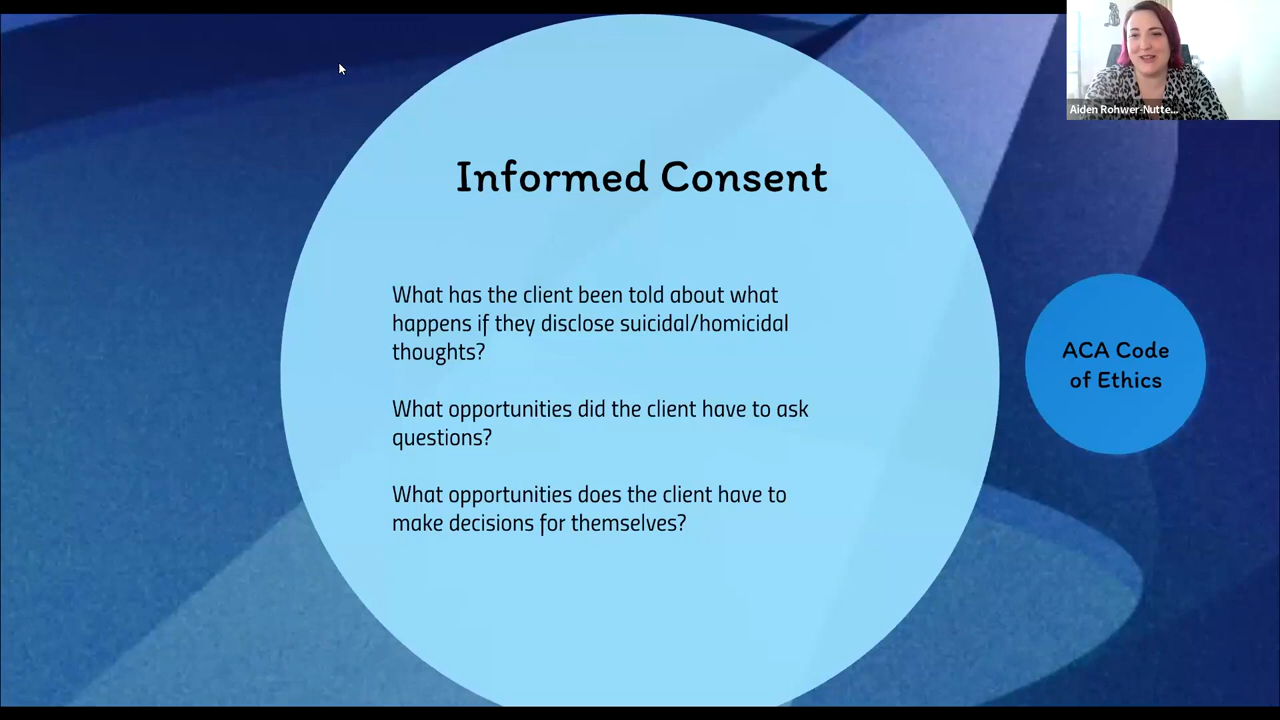 Informed Consent
What has the client been told about what
happens if they disclose suicidal/homicidal
thoughts?
What opportunities did the client have to ask
questions?
What opportunities does the client have to
make decisions for themselves?
ACA Code
of Ethics
Aiden Rohwer-Nutte...